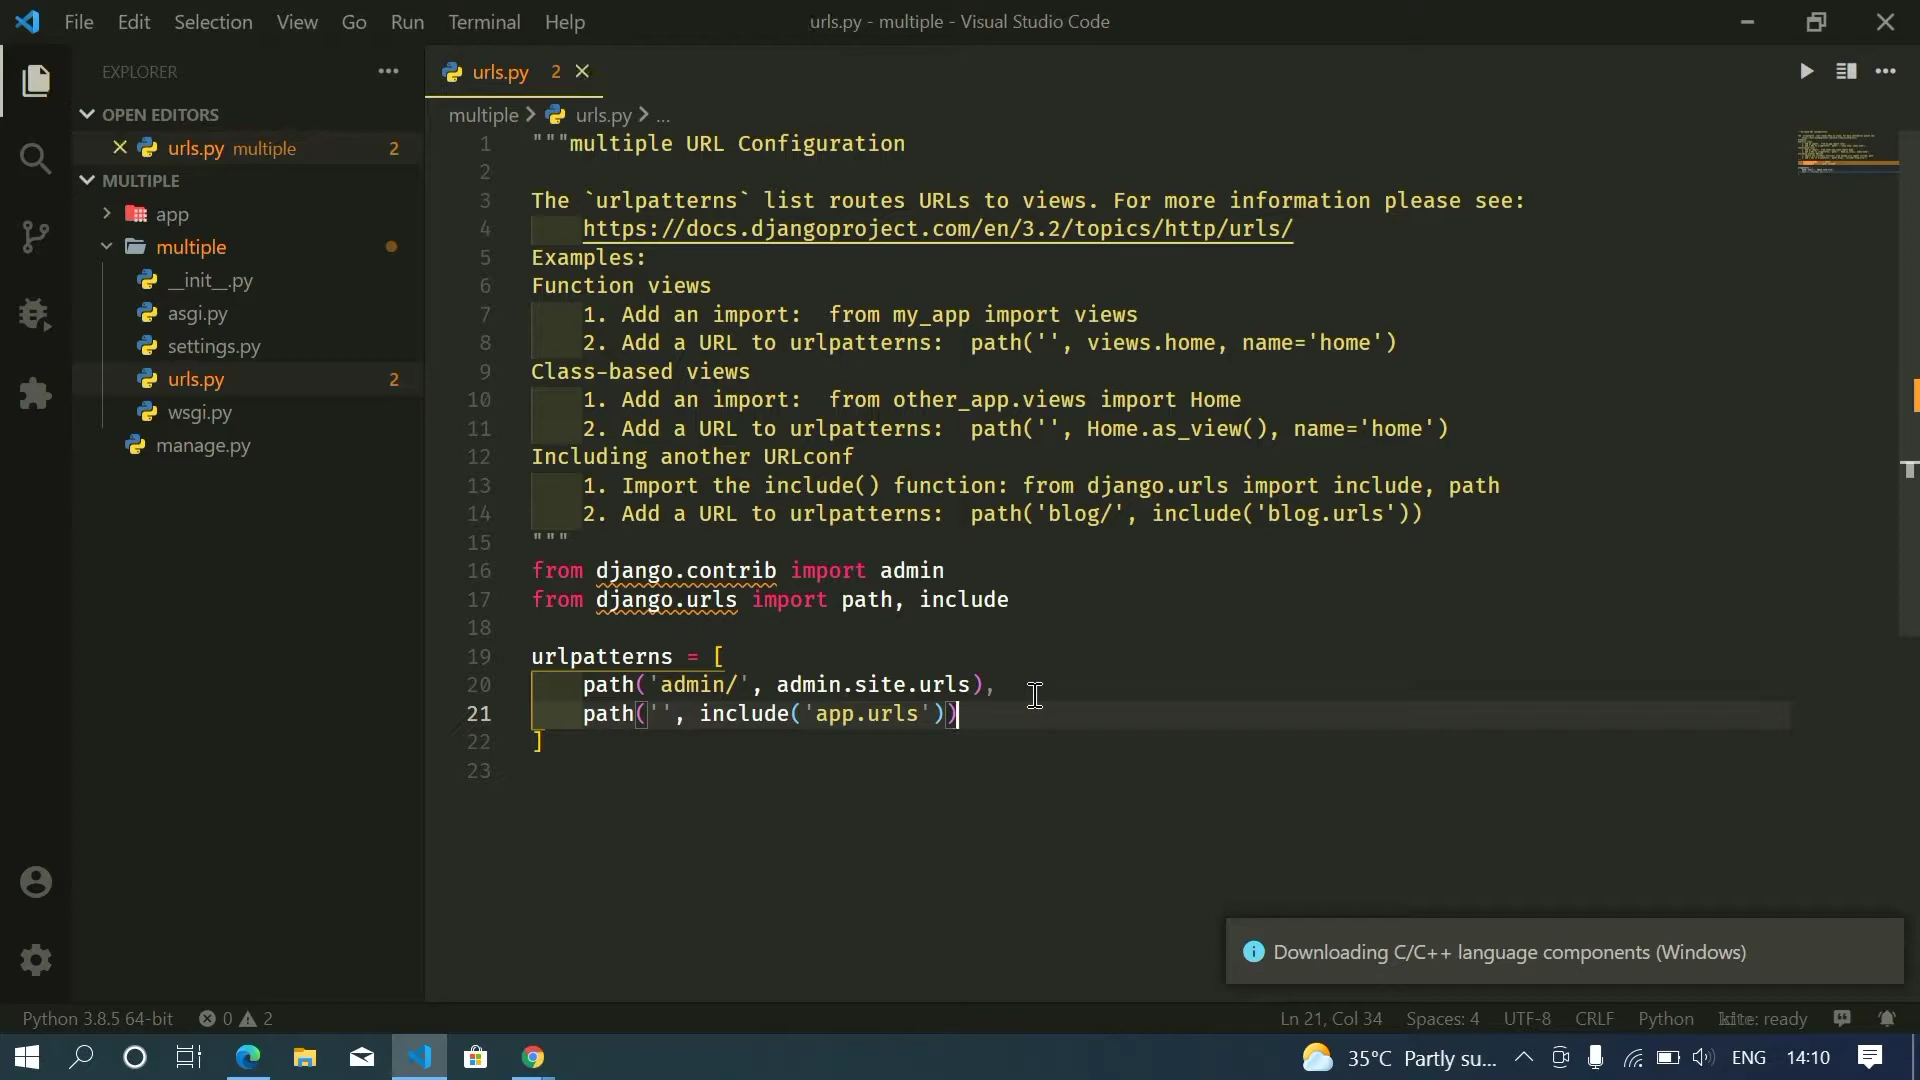 File Edit Selection View Go Run Terminal Help
urls.py - multiple - Visual Studio Code
EXPLORER
OPEN EDITORS
urls.py multiple 2
MULTIPLE
app
multiple
__init__.py
asgi.py
settings.py
urls.py 2
wsgi.py
manage.py
urls.py 2
multiple > urls.py > ...
1 """multiple URL Configuration
2
3 The `urlpatterns` list routes URLs to views. For more information please see:
4 https://docs.djangoproject.com/en/3.2/topics/http/urls/
5 Examples:
6 Function views
7 1. Add an import:  from my_app import views
8 2. Add a URL to urlpatterns:  path('', views.home, name='home')
9 Class-based views
10 1. Add an import:  from other_app.views import Home
11 2. Add a URL to urlpatterns:  path('', Home.as_view(), name='home')
12 Including another URLconf
13 1. Import the include() function: from django.urls import include, path
14 2. Add a URL to urlpatterns:  path('blog/', include('blog.urls'))
15 """
16 from django.contrib import admin
17 from django.urls import path, include
18
19 urlpatterns = [
20 path('admin/', admin.site.urls),
21 path('', include('app.urls'))
22 ]
23
Downloading C/C++ language components (Windows)
Python 3.8.5 64-bit 0 2
Ln 21, Col 34 Spaces: 4 UTF-8 CRLF Python kite: ready
35°C Partly su... ENG 14:10